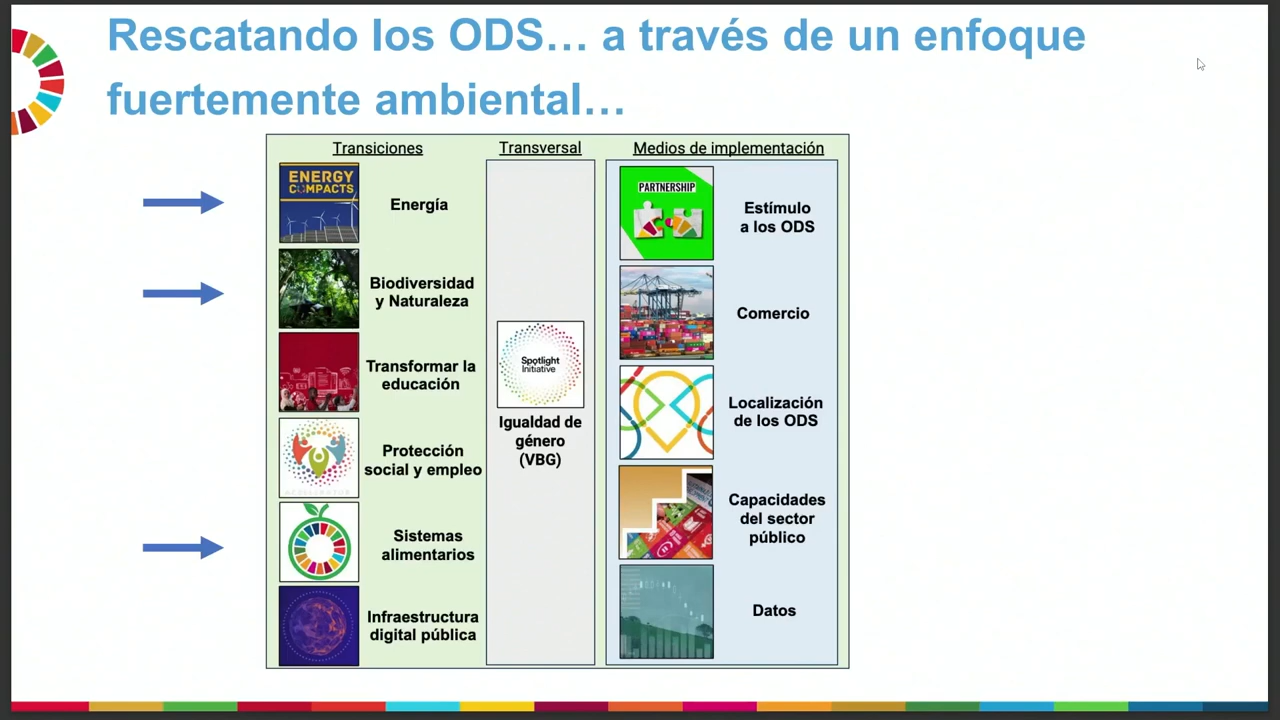 Rescatando los ODS… a través de un enfoque
fuertemente ambiental…
Transiciones
ENERGY
COMPACTS
Energía
Biodiversidad
y Naturaleza
Transformar la
educación
Protección
social y empleo
Sistemas
alimentarios
Infraestructura
digital pública
Transversal
Spotlight
Initiative
Igualdad de
género
(VBG)
Medios de implementación
PARTNERSHIP
Estímulo
a los ODS
Comercio
Localización
de los ODS
Capacidades
del sector
público
Datos